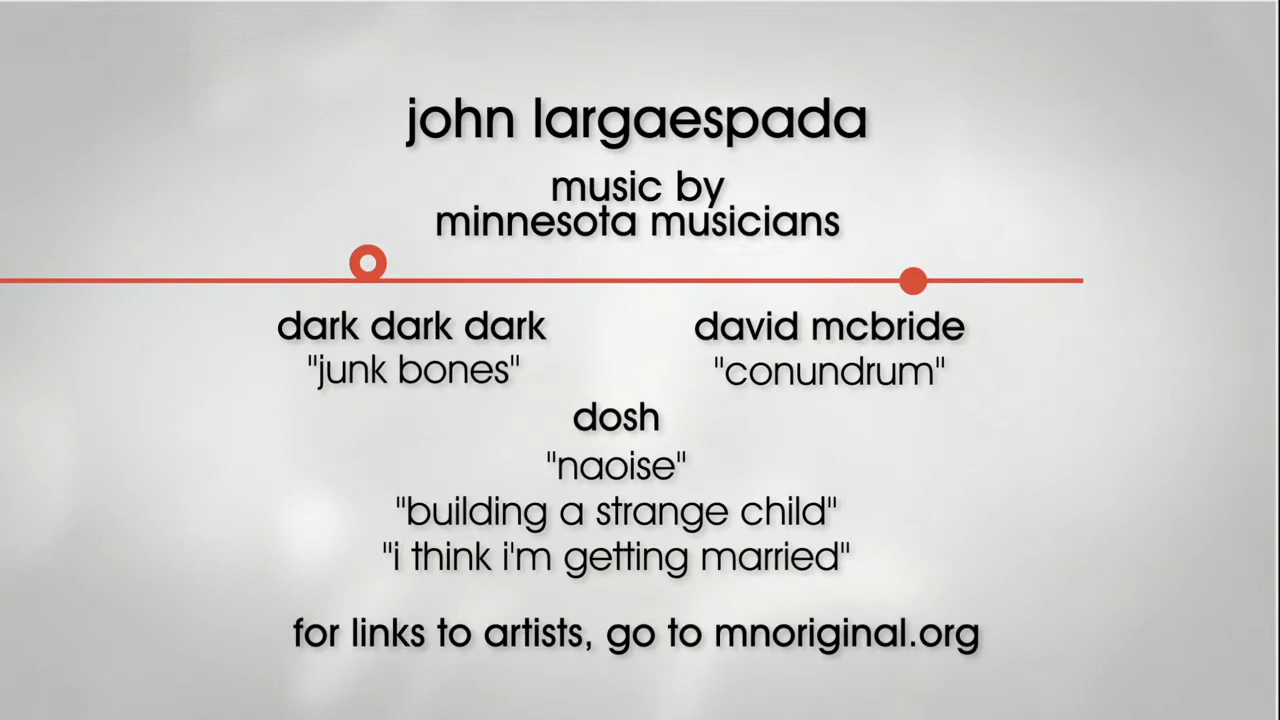 john largaespada
music by
minnesota musicians
dark dark dark
"junk bones"
david mcbride
"conundrum"
dosh
"naoise"
"building a strange child"
"i think i'm getting married"
for links to artists, go to mnoriginal.org